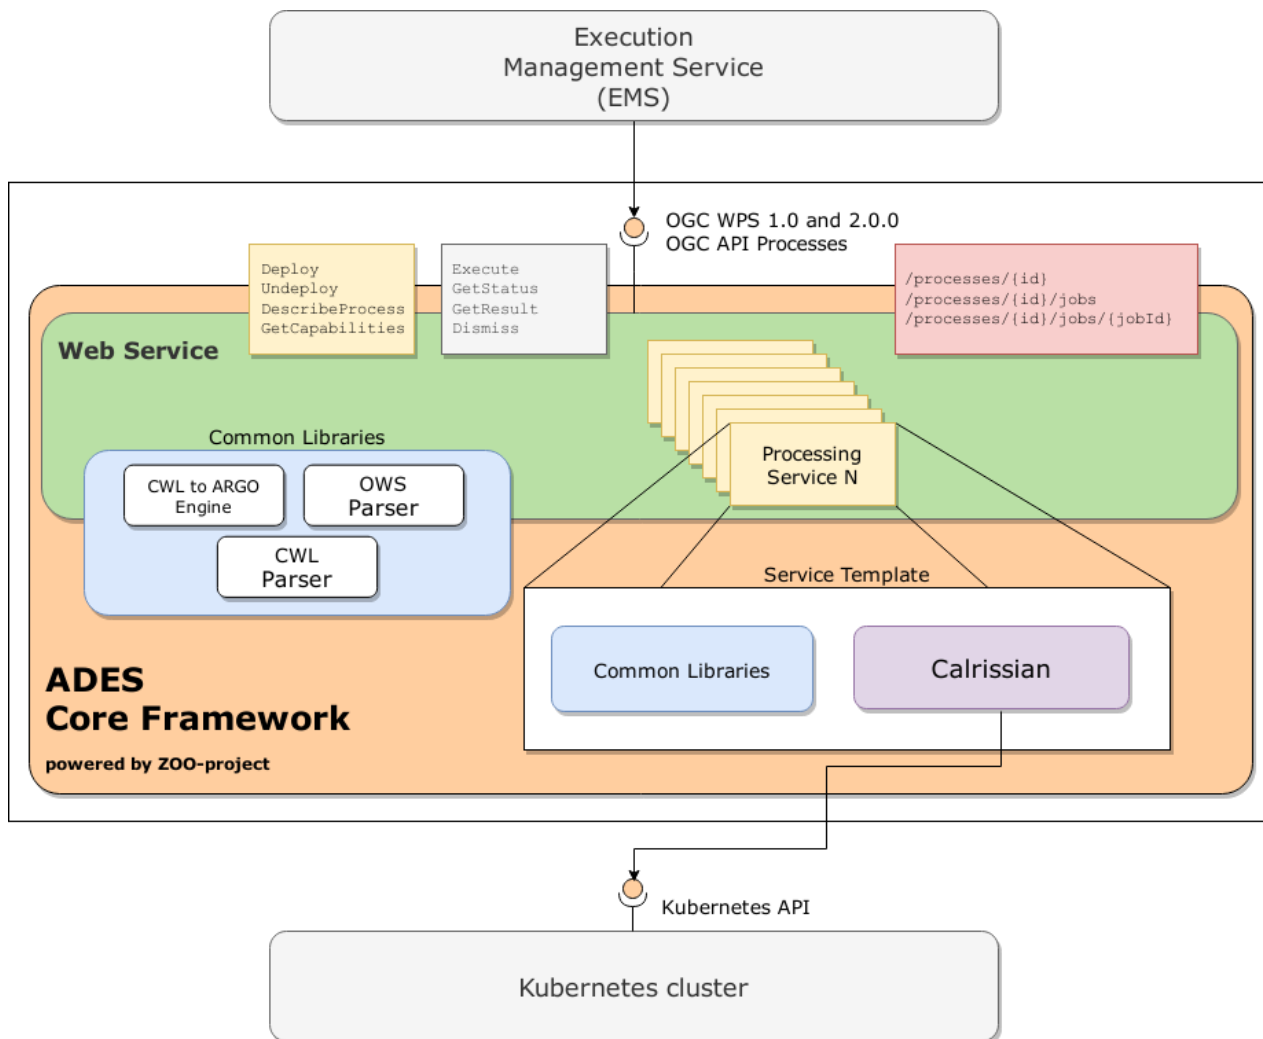 Execution
Management Service
(EMS)
OGC WPS 1.0 and 2.0.0
OGC API Processes
Deploy
Undeploy
DescribeProcess
GetCapabilities
Execute
GetStatus
GetResult
Dismiss
/processes/{id}
/processes/{id}/jobs
/processes/{id}/jobs/{jobId}
Web Service
Common Libraries
CWL to ARGO
Engine
OWS
Parser
CWL
Parser
Processing
Service N
Service Template
Common Libraries
Calrissian
ADES
Core Framework
powered by ZOO-project
Kubernetes API
Kubernetes cluster